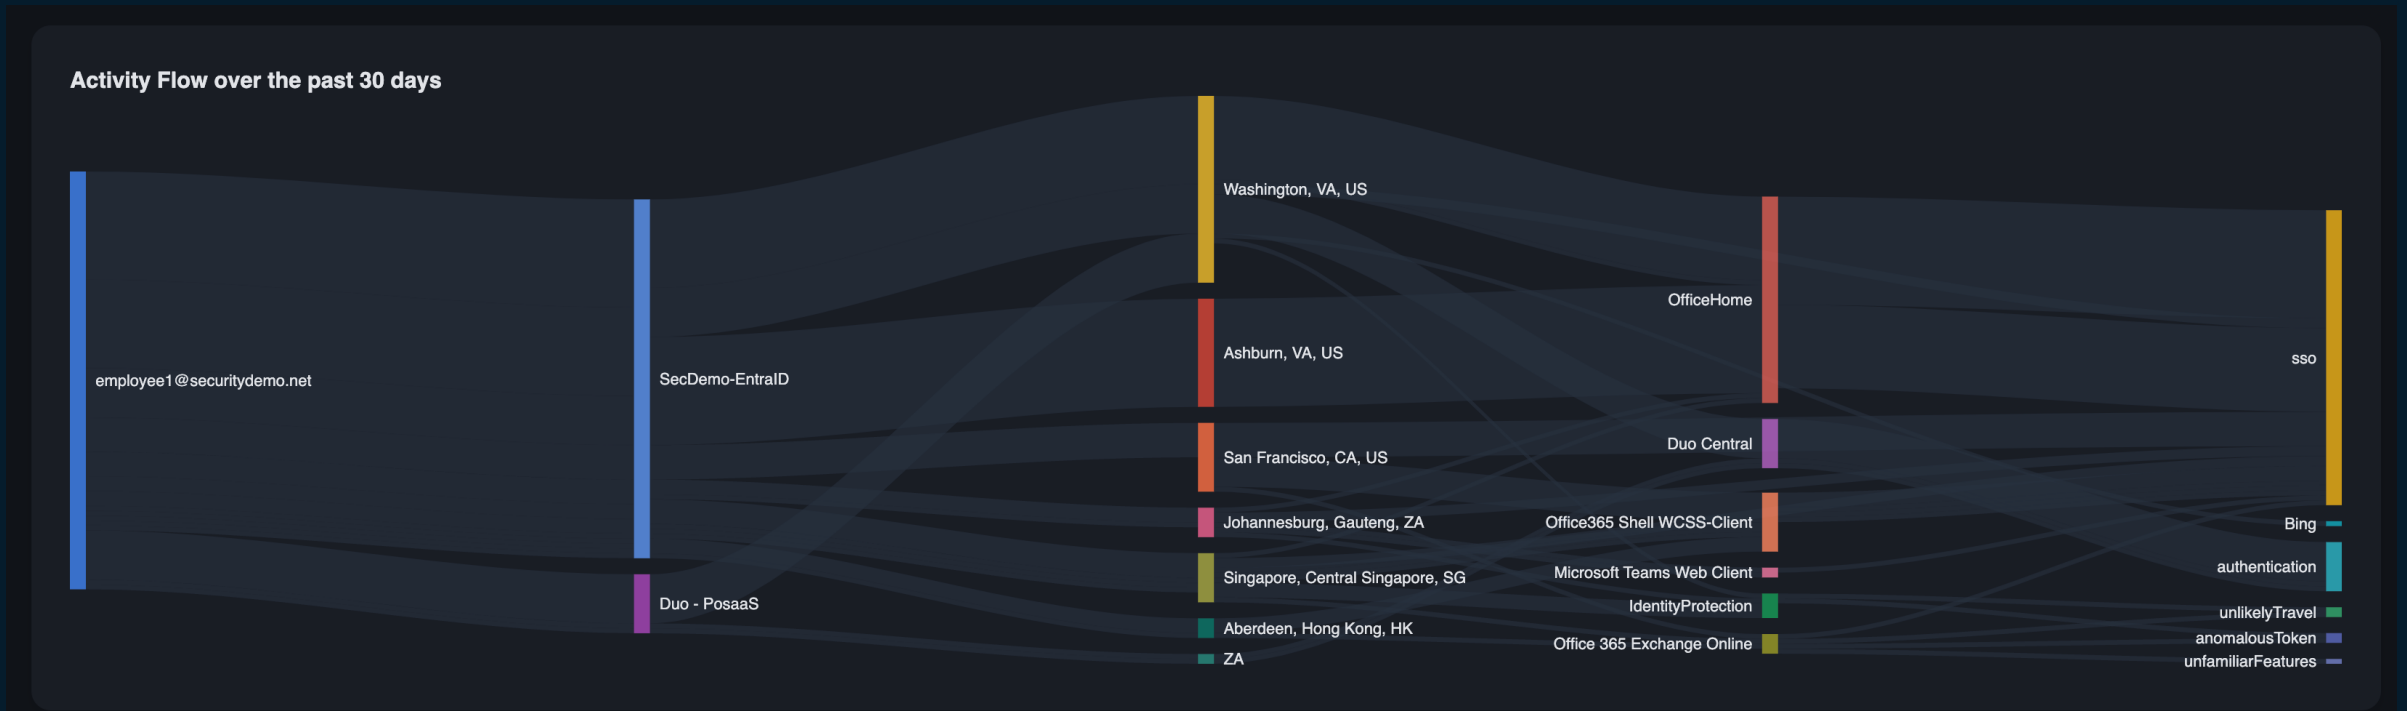 Activity Flow over the past 30 days
employee1@securitydemo.net
SecDemo-EntraID
Duo - PosaaS
Washington, VA, US
Ashburn, VA, US
San Francisco, CA, US
Johannesburg, Gauteng, ZA
Singapore, Central Singapore, SG
Aberdeen, Hong Kong, HK
ZA
OfficeHome
Duo Central
Office365 Shell WCSS-Client
Microsoft Teams Web Client
IdentityProtection
Office 365 Exchange Online
sso
Bing
authentication
unlikelyTravel
anomalousToken
unfamiliarFeatures